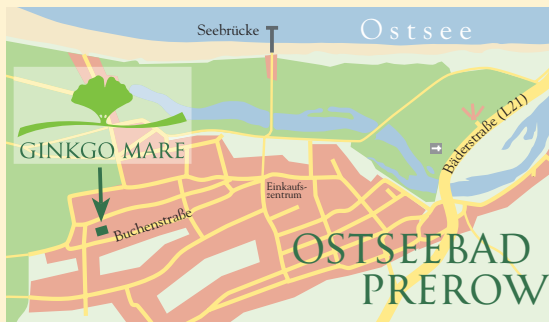 Seebrücke
Ostsee
GINKGO MARE
Bäderstraße (L21)
Einkaufs-
zentrum
Buchenstraße
OSTSEEBAD
PREROW